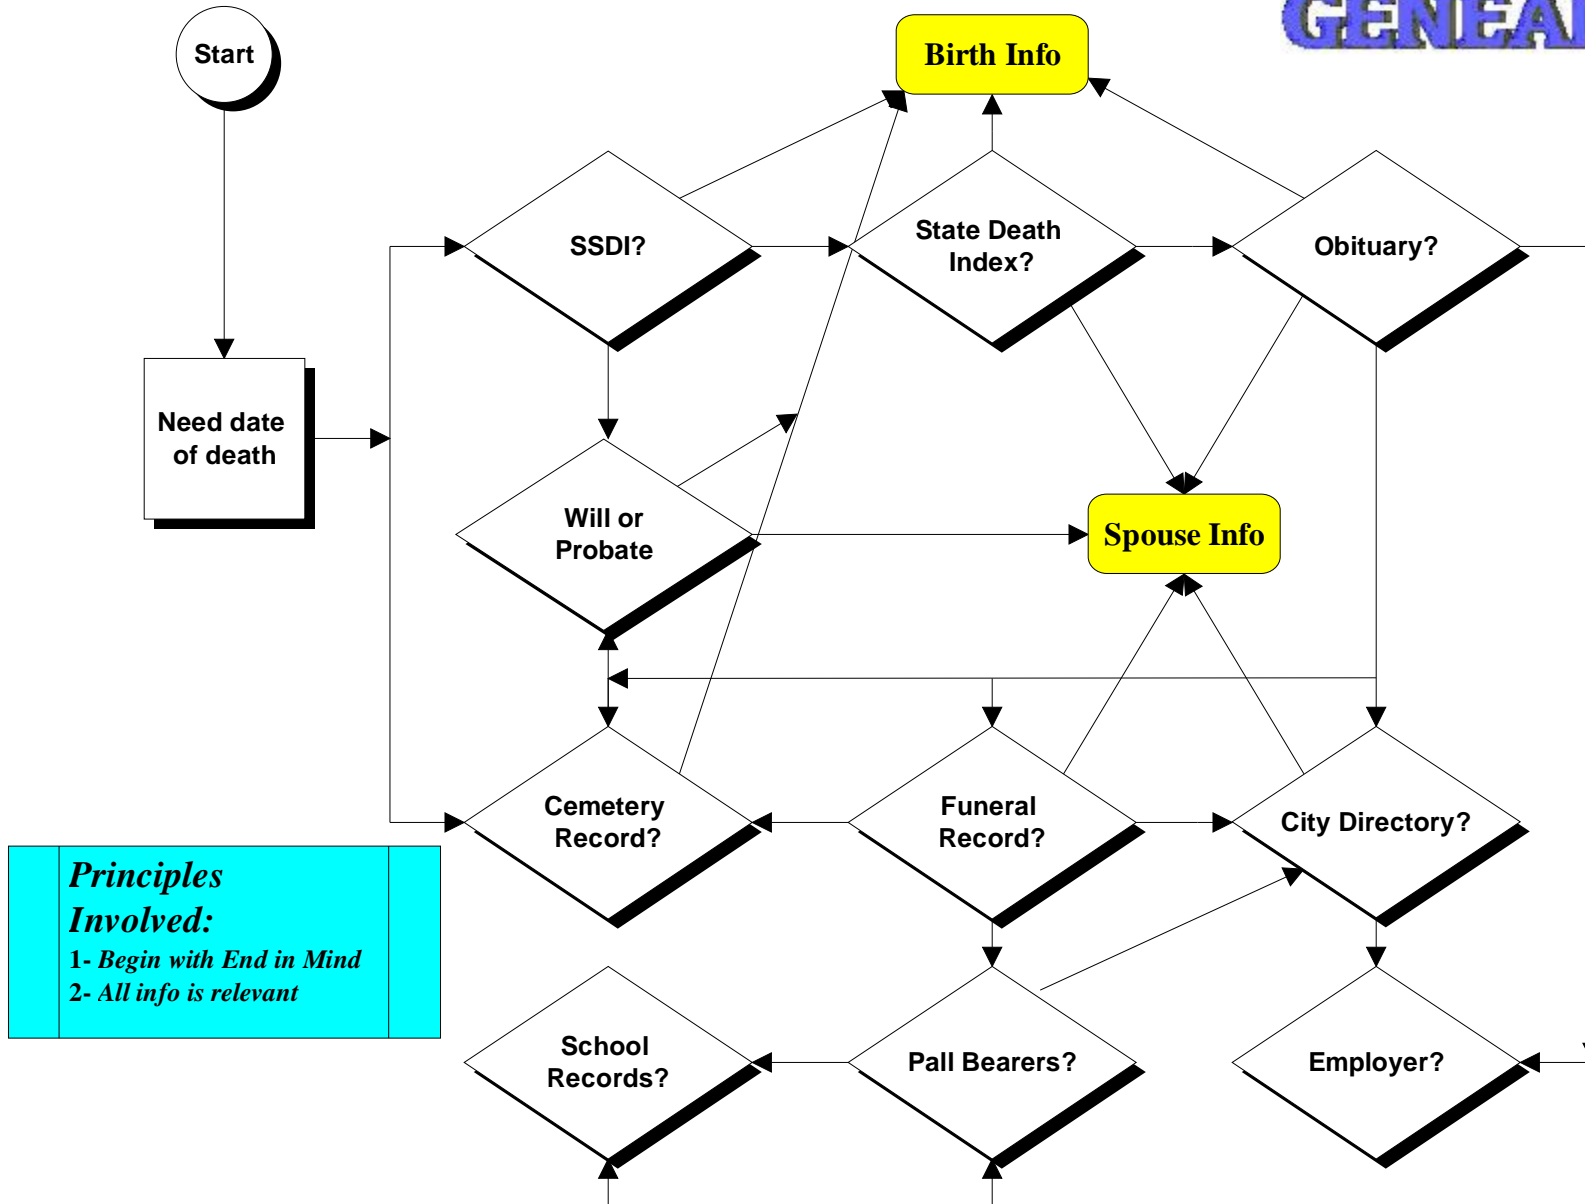 Start
Birth Info
SSDI?
State Death
Index?
Obituary?
Need date
of death
Will or
Probate
Spouse Info
Cemetery
Record?
Funeral
Record?
City Directory?
Principles
Involved:
1- Begin with End in Mind
2- All info is relevant
School
Records?
Pall Bearers?
Employer?